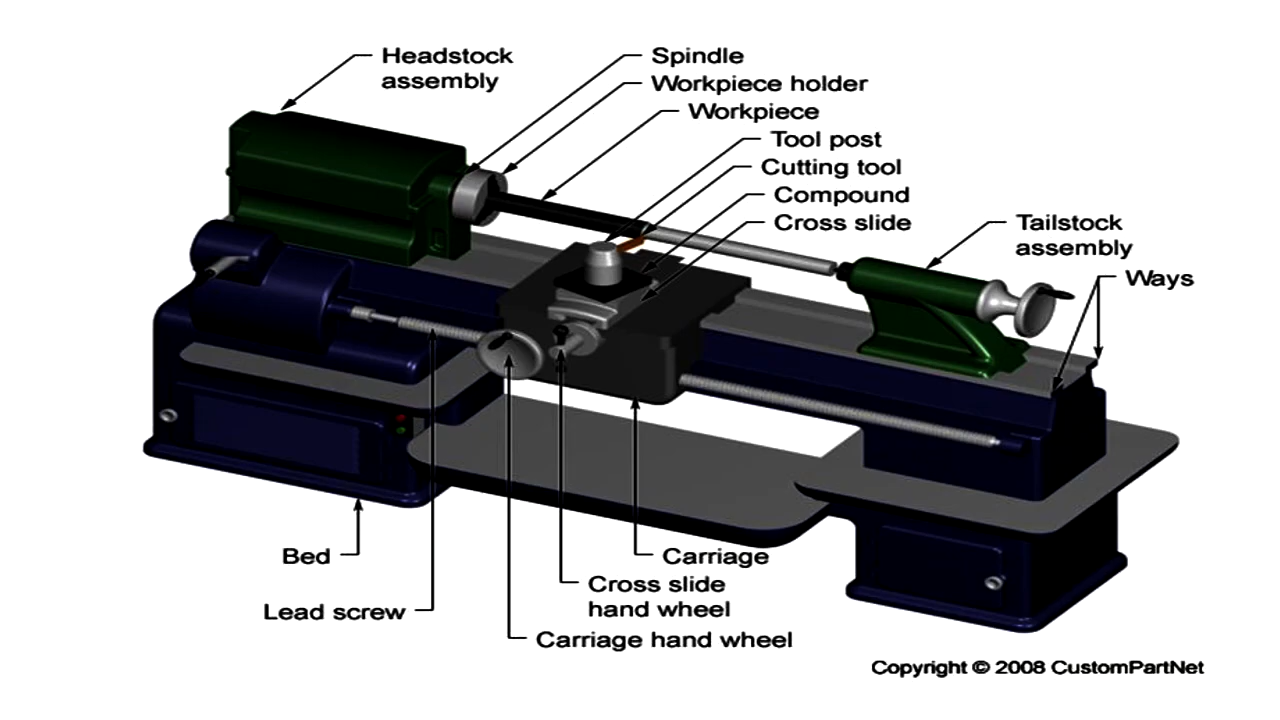 Headstock
assembly
Spindle
Workpiece holder
Workpiece
Tool post
Cutting tool
Compound
Cross slide
Tailstock
assembly
Ways
Bed
Carriage
Cross slide
hand wheel
Lead screw
Carriage hand wheel
Copyright © 2008 CustomPartNet